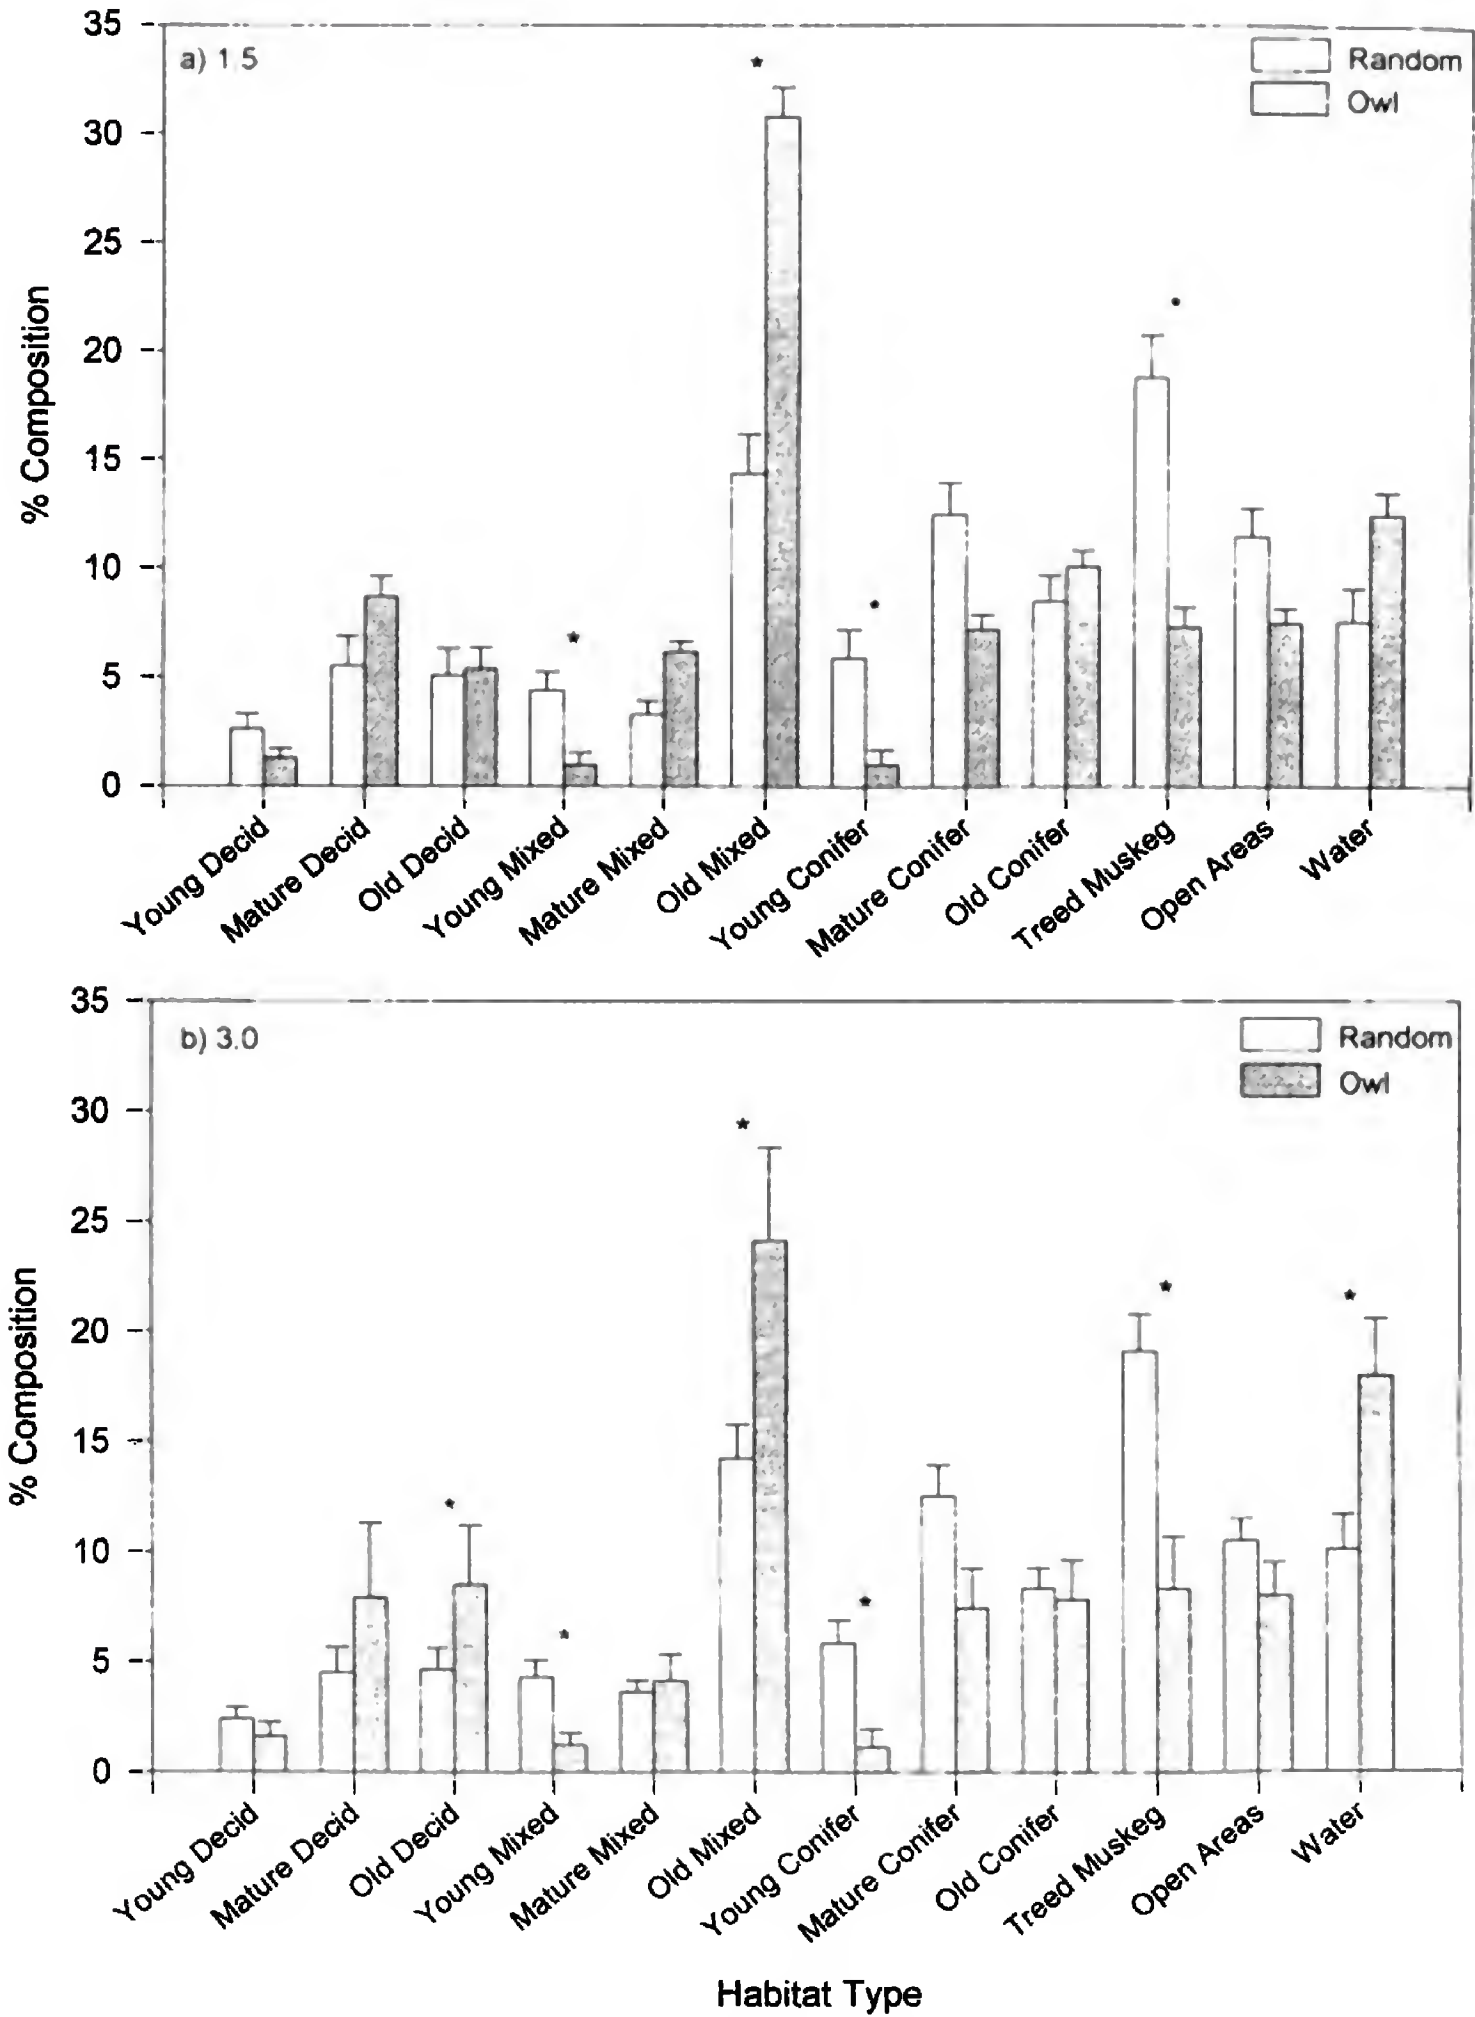 35
30
25
20
15
10
5
0
% Composition
a) 1.5
Random
Owl
*
*
*
*
Young Decid
Mature Decid
Old Decid
Young Mixed
Mature Mixed
Old Mixed
Young Conifer
Mature Conifer
Old Conifer
Treed Muskeg
Open Areas
Water
35
30
25
20
15
10
5
0
% Composition
b) 3.0
Random
Owl
*
*
*
*
*
*
Young Decid
Mature Decid
Old Decid
Young Mixed
Mature Mixed
Old Mixed
Young Conifer
Mature Conifer
Old Conifer
Treed Muskeg
Open Areas
Water
Habitat Type